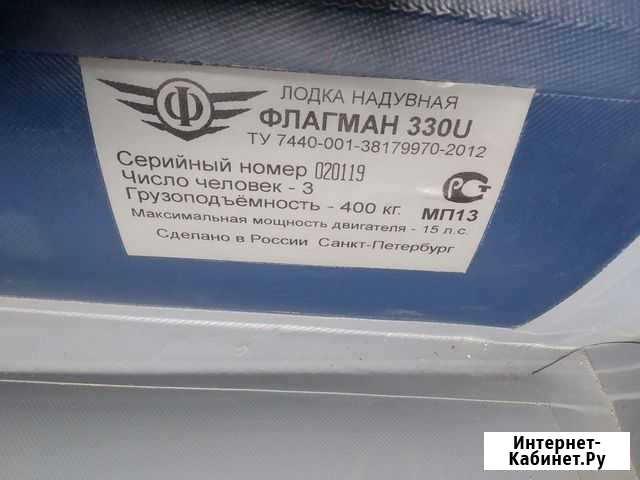 Ф
ЛОДКА НАДУВНАЯ
ФЛАГМАН 330U
ТУ 7440-001-38179970-2012
Серийный номер 020119
Число человек - 3
Грузоподъёмность - 400 кг.
РСТ
МП13
Максимальная мощность двигателя - 15 л.с.
Сделано в России Санкт-Петербург
Интернет-
Кабинет.Ру